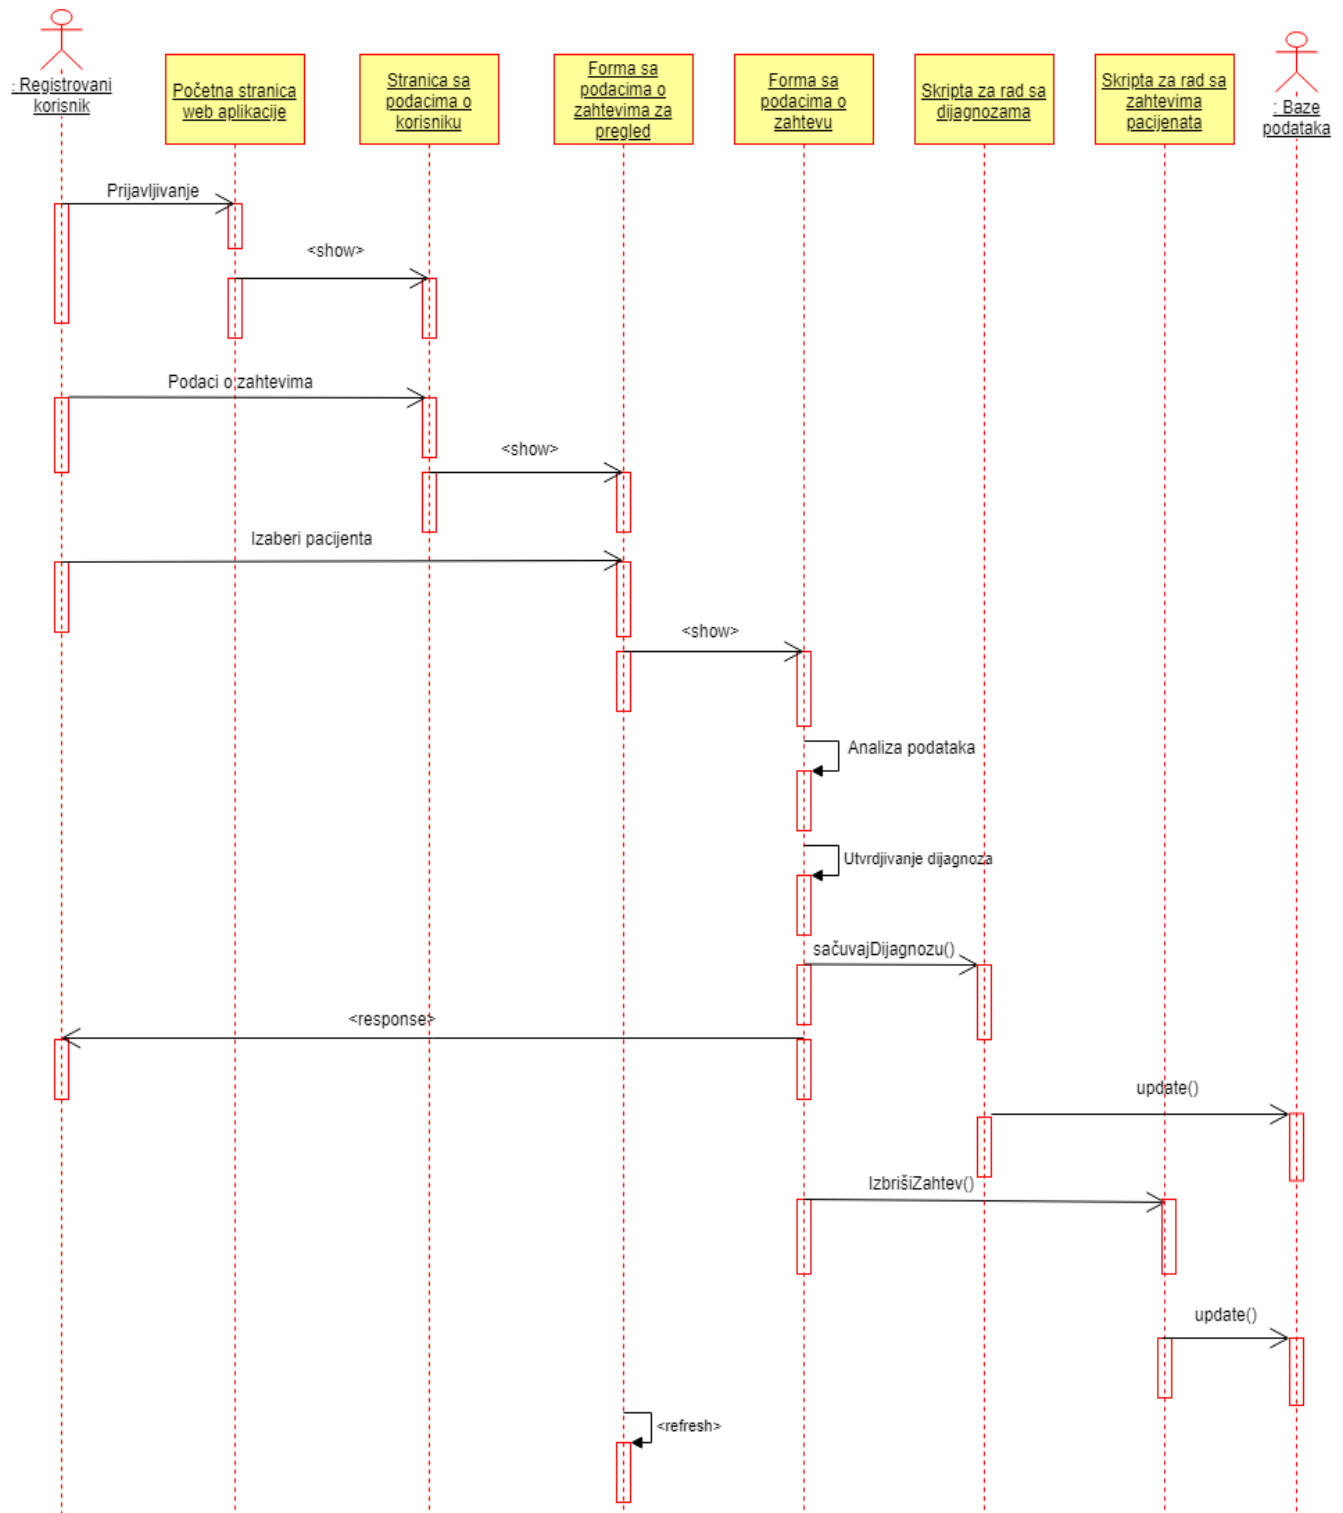 : Registrovani
korisnik
Početna stranica
web aplikacije
Stranica sa
podacima o
korisniku
Forma sa
podacima o
zahtevima za
pregled
Forma sa
podacima o
zahtevu
Skripta za rad sa
dijagnozama
Skripta za rad sa
zahtevima
pacijenata
: Baze
podataka
Prijavljivanje
<show>
Podaci o zahtevima
<show>
Izaberi pacijenta
<show>
Analiza podataka
Utvrdjivanje dijagnoza
sačuvajDijagnozu()
<response>
update()
IzbrišiZahtev()
update()
<refresh>